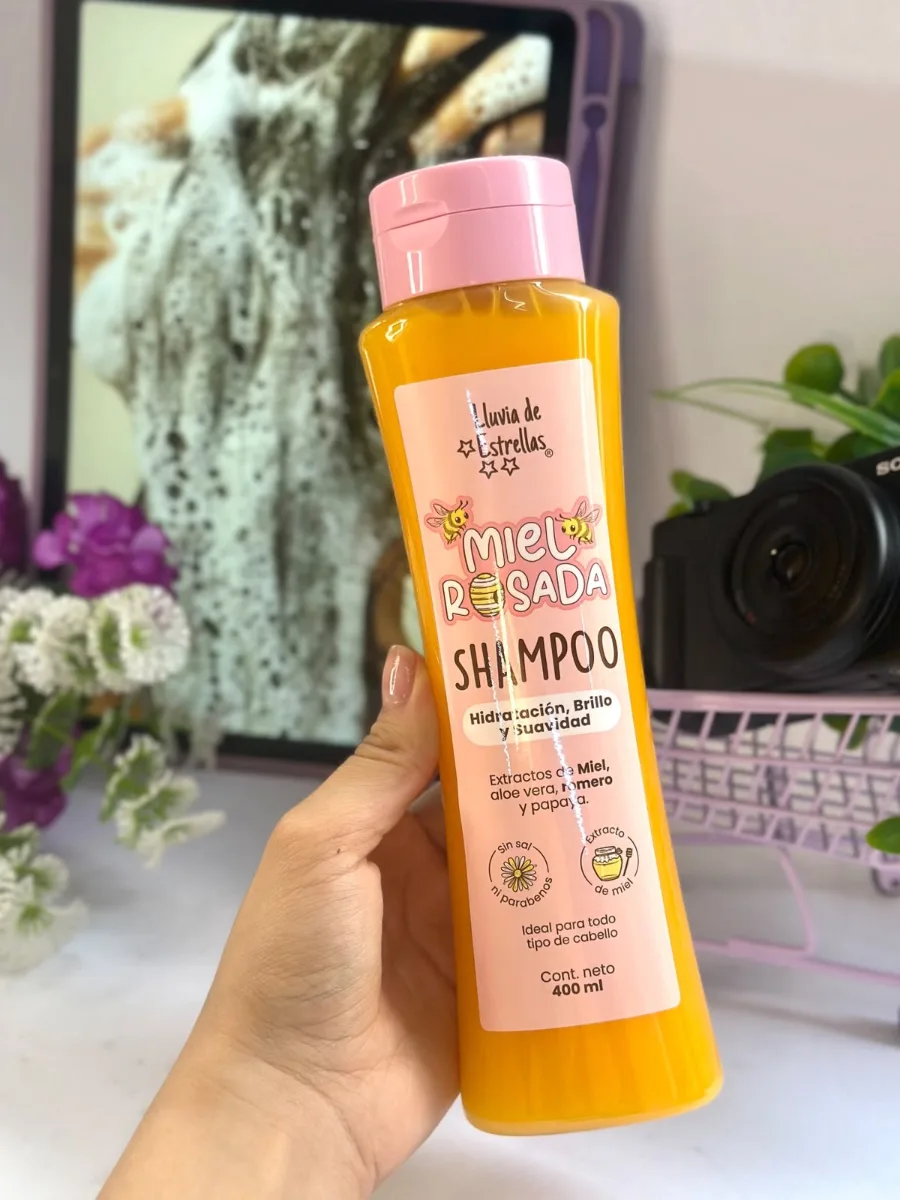 Lluvia de
Estrellas®
MIEL
ROSADA
SHAMPOO
Hidratación, Brillo
y Suavidad
Extractos de Miel,
aloe vera, romero
y papaya.
Sin sal
ni parabenos
Extracto
de miel
Ideal para todo
tipo de cabello
Cont. neto
400 ml